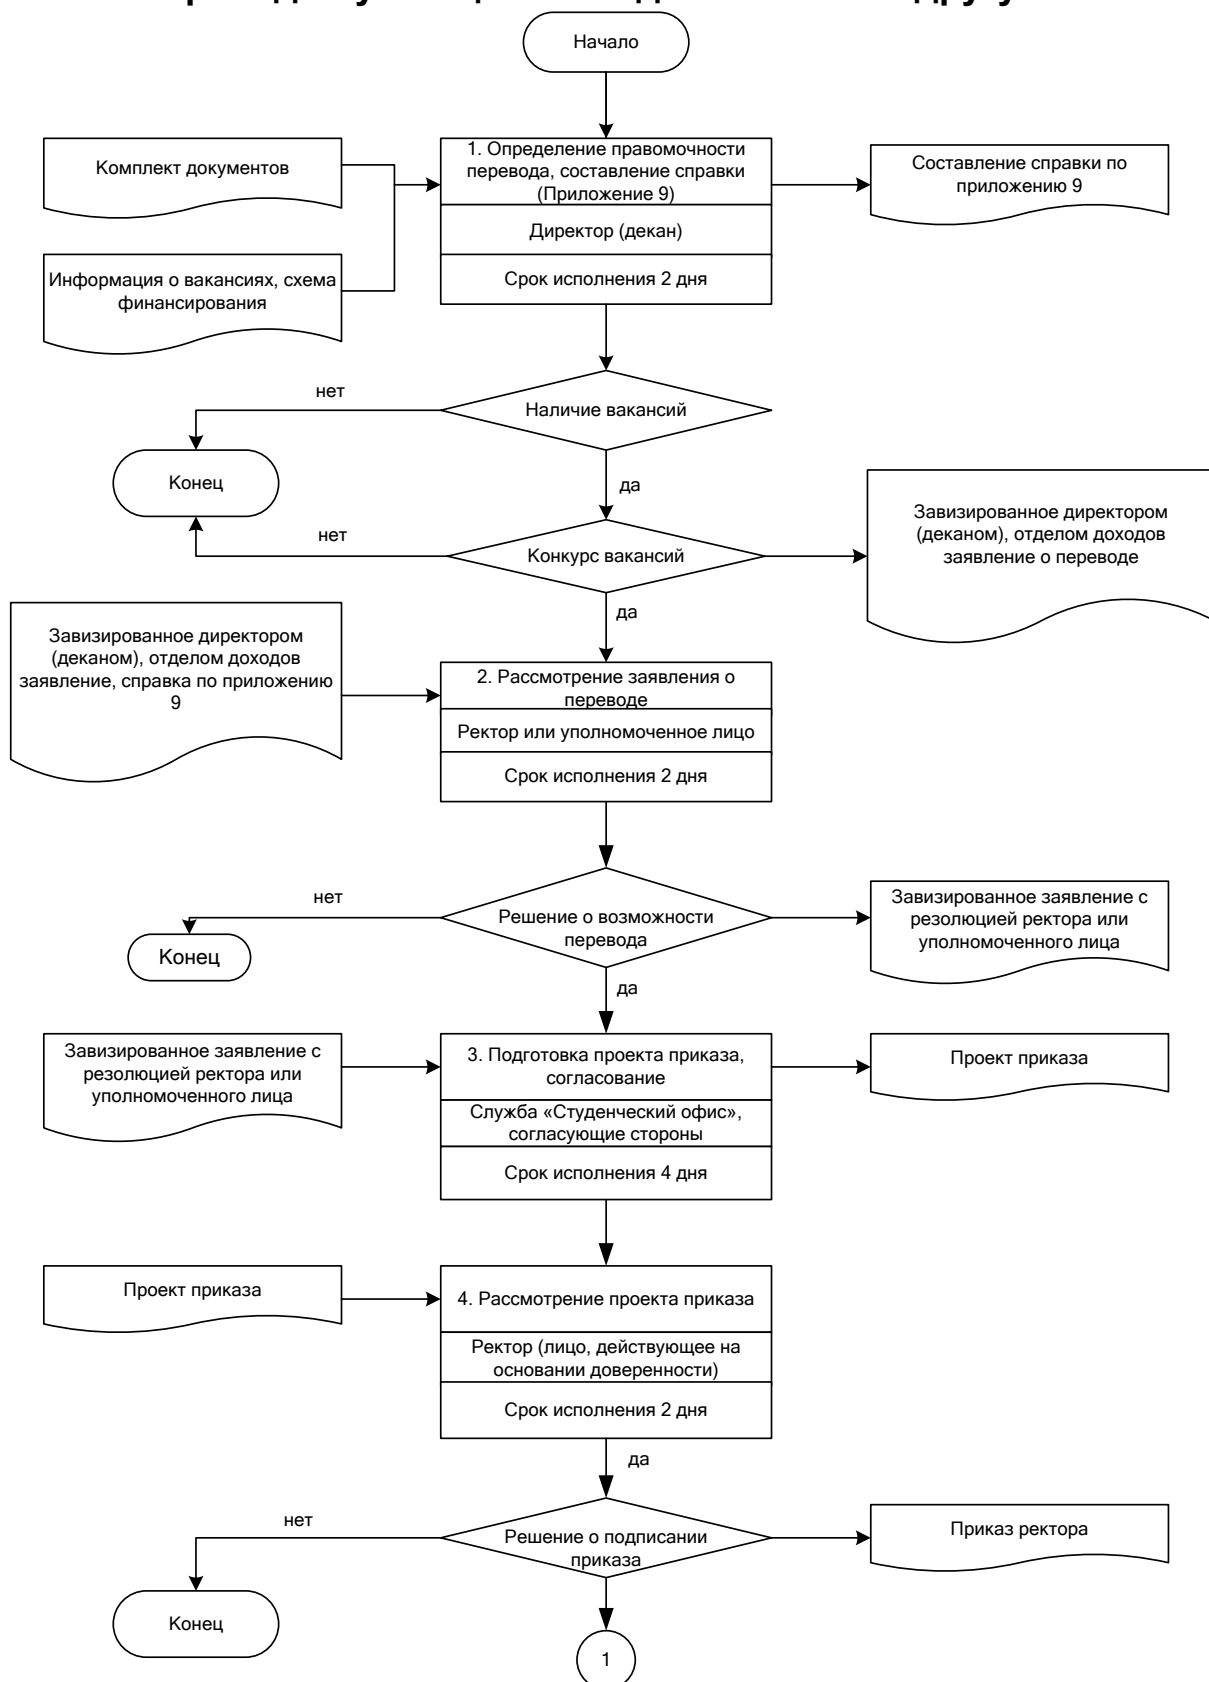 Начало
Комплект документов
1. Определение правомочности
перевода, составление справки
(Приложение 9)
Составление справки по
приложению 9
Директор (декан)
Информация о вакансиях, схема
финансирования
Срок исполнения 2 дня
нет
Наличие вакансий
Конец
да
нет
Конкурс вакансий
Завизированное директором
(деканом), отделом доходов
заявление о переводе
да
Завизированное директором
(деканом), отделом доходов
заявление, справка по приложению
9
2. Рассмотрение заявления о
переводе
Ректор или уполномоченное лицо
Срок исполнения 2 дня
нет
Решение о возможности
перевода
Завизированное заявление с
резолюцией ректора или
уполномоченного лица
Конец
да
Завизированное заявление с
резолюцией ректора или
уполномоченного лица
3. Подготовка проекта приказа,
согласование
Проект приказа
Служба «Студенческий офис»,
согласующие стороны
Срок исполнения 4 дня
Проект приказа
4. Рассмотрение проекта приказа
Ректор (лицо, действующее на
основании доверенности)
Срок исполнения 2 дня
да
нет
Решение о подписании
приказа
Приказ ректора
Конец
1